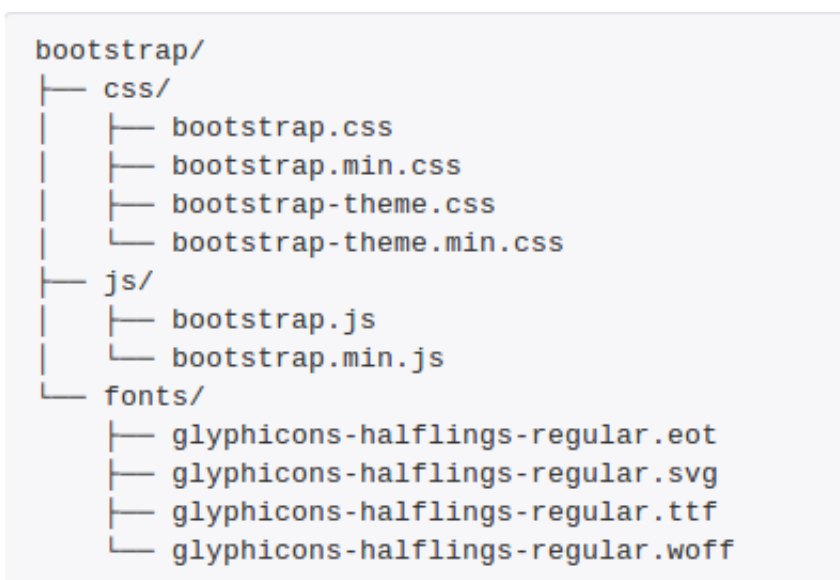 bootstrap/
├── css/
│   ├── bootstrap.css
│   ├── bootstrap.min.css
│   ├── bootstrap-theme.css
│   └── bootstrap-theme.min.css
├── js/
│   ├── bootstrap.js
│   └── bootstrap.min.js
└── fonts/
    ├── glyphicons-halflings-regular.eot
    ├── glyphicons-halflings-regular.svg
    ├── glyphicons-halflings-regular.ttf
    └── glyphicons-halflings-regular.woff